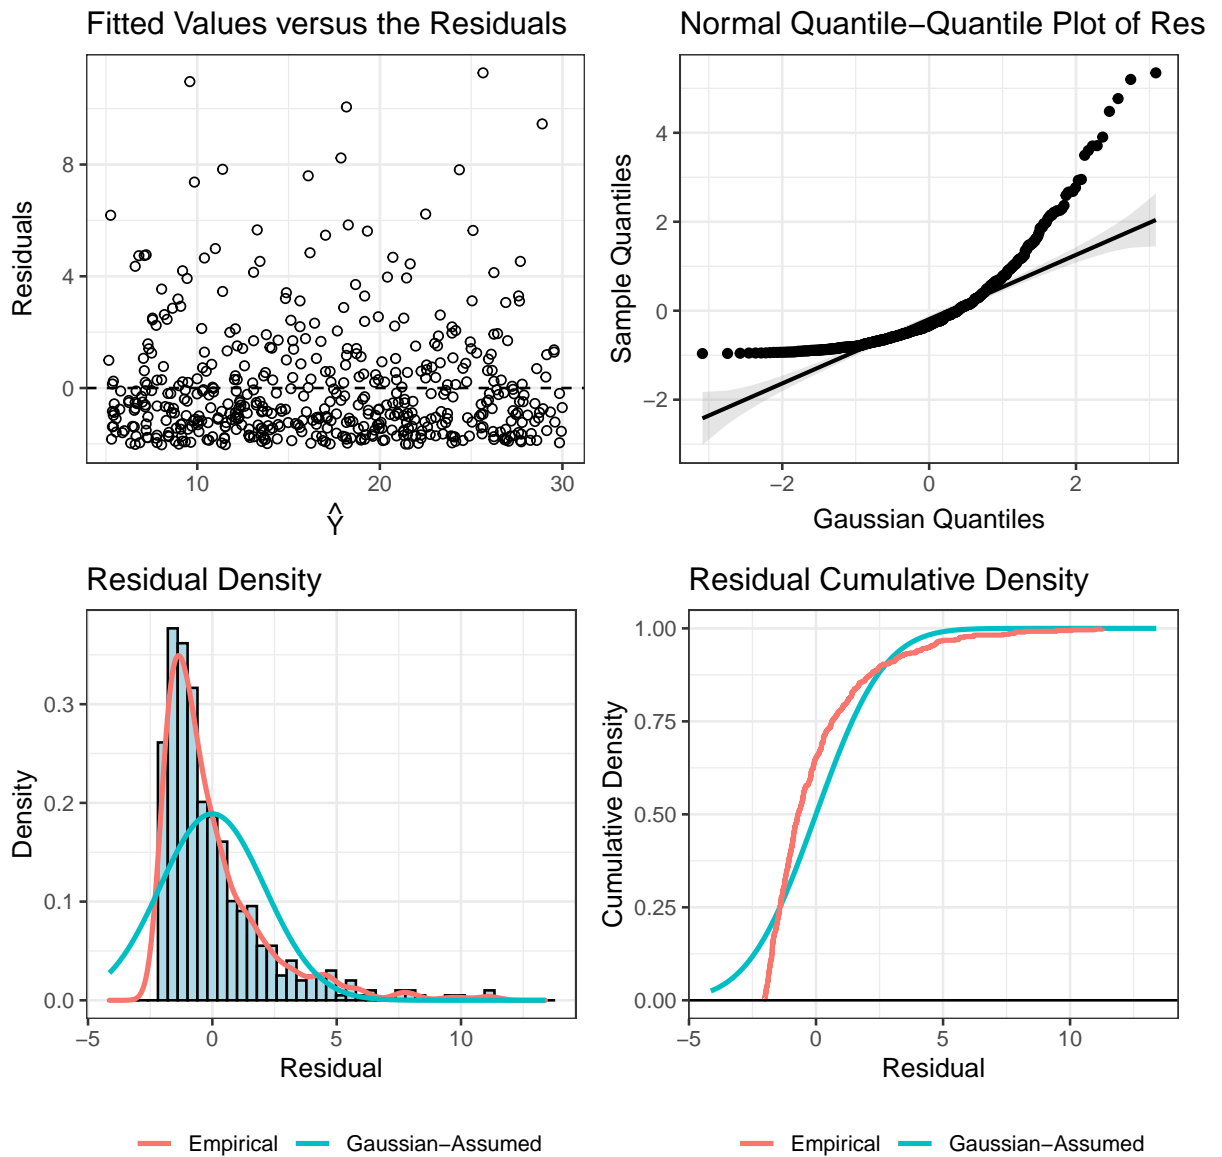 Fitted Values versus the Residuals
Normal Quantile−Quantile Plot of Res
Residuals
8
4
0
10
20
30
Ŷ
Sample Quantiles
4
2
0
−2
−2
0
2
Gaussian Quantiles
Residual Density
Residual Cumulative Density
Density
0.3
0.2
0.1
0.0
−5
0
5
10
Residual
Cumulative Density
1.00
0.75
0.50
0.25
0.00
−5
0
5
10
Residual
Empirical
Gaussian−Assumed
Empirical
Gaussian−Assumed